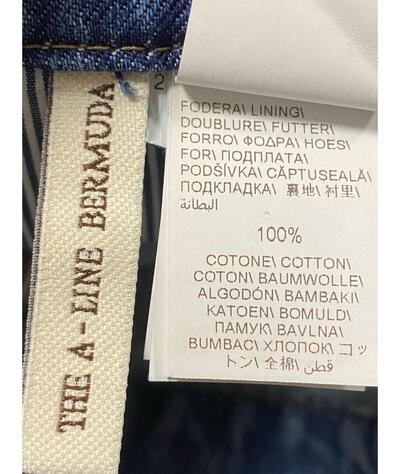 THE A-LINE BERMUDA
2
FODERA\ LINING\
DOUBLURE\ FUTTER\
FORRO\ ΦΟΔΡΑ\ HOES\
FOR\ ПОДПЛАТА\
PODŠÍVKA\ CĂPTUSEALĂ\
ПОДКЛАДКА\ 裏地\ 衬里\
البطانة
100%
COTONE\ COTTON\
COTON\ BAUMWOLLE\
ALGODÓN\ BAMBAKI\
KATOEN\ BOMULD\
ПАМУК\ BAVLNA\
BUMBAC\ ХЛОПОК\ コッ
トン\ 全棉\ قطن